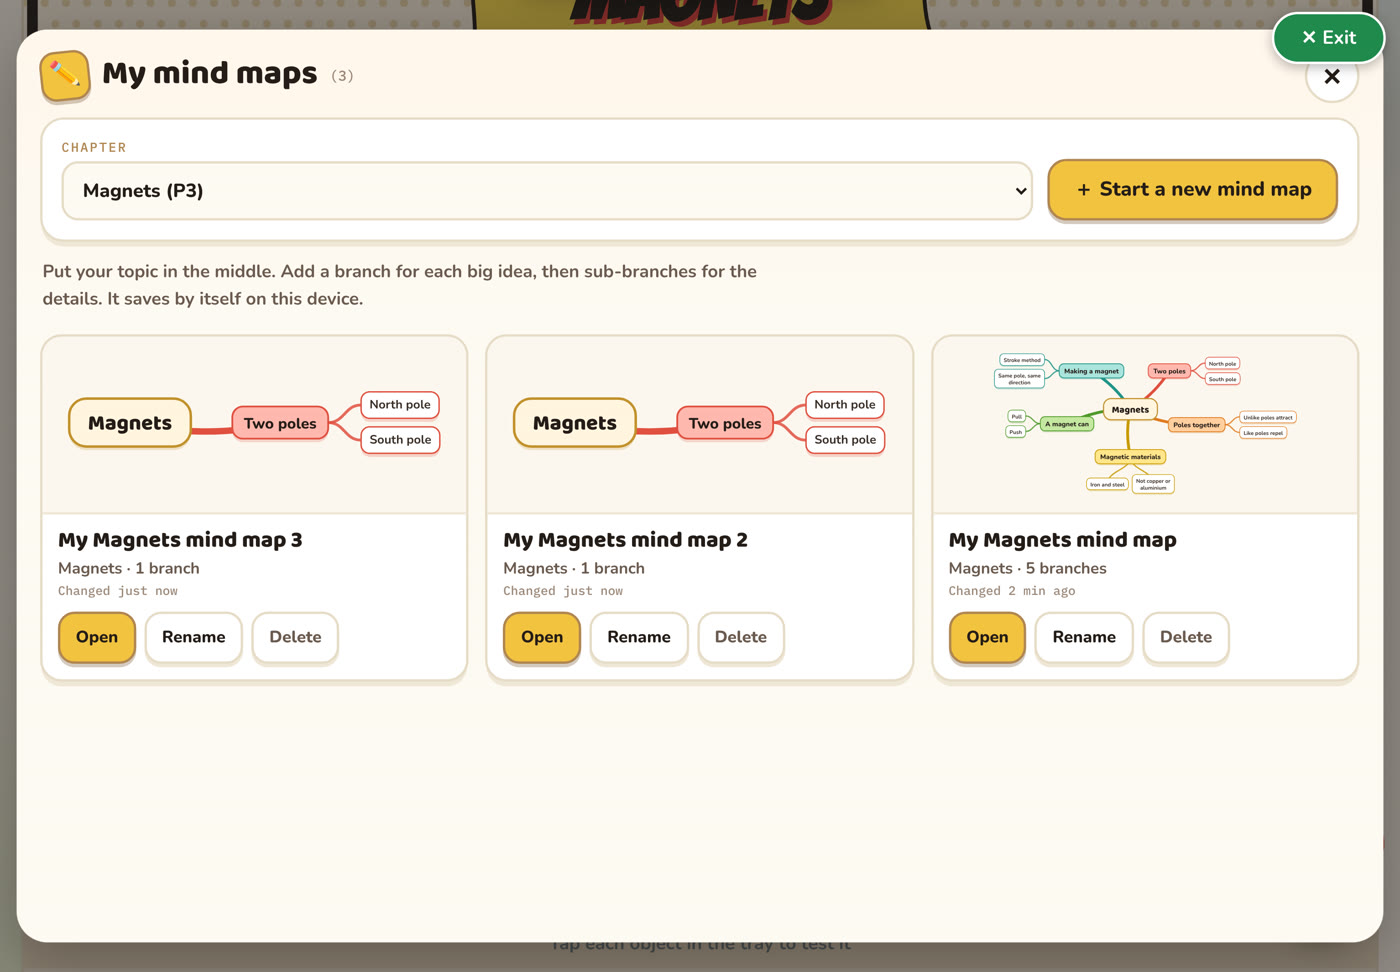 MAGNETS
✕ Exit
✏️ My mind maps (3)
✕
CHAPTER
Magnets (P3)
+ Start a new mind map
Put your topic in the middle. Add a branch for each big idea, then sub-branches for the
details. It saves by itself on this device.
Magnets
Two poles
North pole
South pole
My Magnets mind map 3
Magnets · 1 branch
Changed just now
Open
Rename
Delete
Magnets
Two poles
North pole
South pole
My Magnets mind map 2
Magnets · 1 branch
Changed just now
Open
Rename
Delete
Stroke method
Same pole, same
direction
Making a magnet
Two poles
North pole
South pole
Magnets
Pull
Push
A magnet can
Poles together
Unlike poles attract
Like poles repel
Magnetic materials
Iron and steel
Not copper or
aluminium
My Magnets mind map
Magnets · 5 branches
Changed 2 min ago
Open
Rename
Delete
Tap each object in the tray to test it